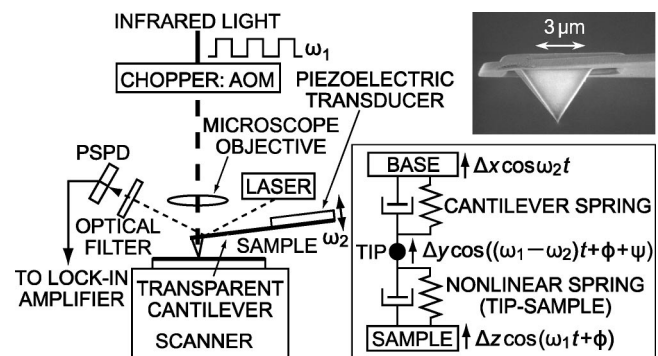 INFRARED LIGHT
ω₁
CHOPPER: AOM
PIEZOELECTRIC
TRANSDUCER
MICROSCOPE
OBJECTIVE
PSPD
LASER
OPTICAL
FILTER
SAMPLE
ω₂
TO LOCK-IN
AMPLIFIER
TRANSPARENT
CANTILEVER
SCANNER
3 μm
BASE
Δx cosω₂t
CANTILEVER SPRING
TIP
Δy cos((ω₁−ω₂)t+ϕ+ψ)
NONLINEAR SPRING
(TIP-SAMPLE)
SAMPLE
Δz cos(ω₁t+ϕ)